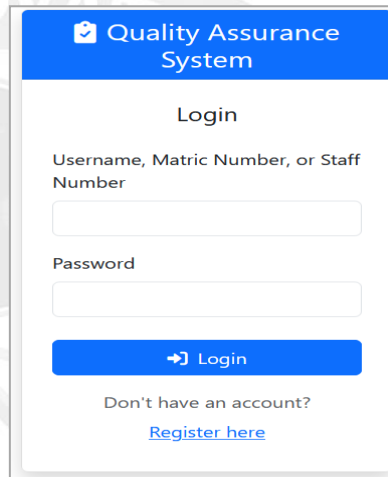 Quality Assurance
System
Login
Username, Matric Number, or Staff
Number
Password
Login
Don't have an account?
Register here